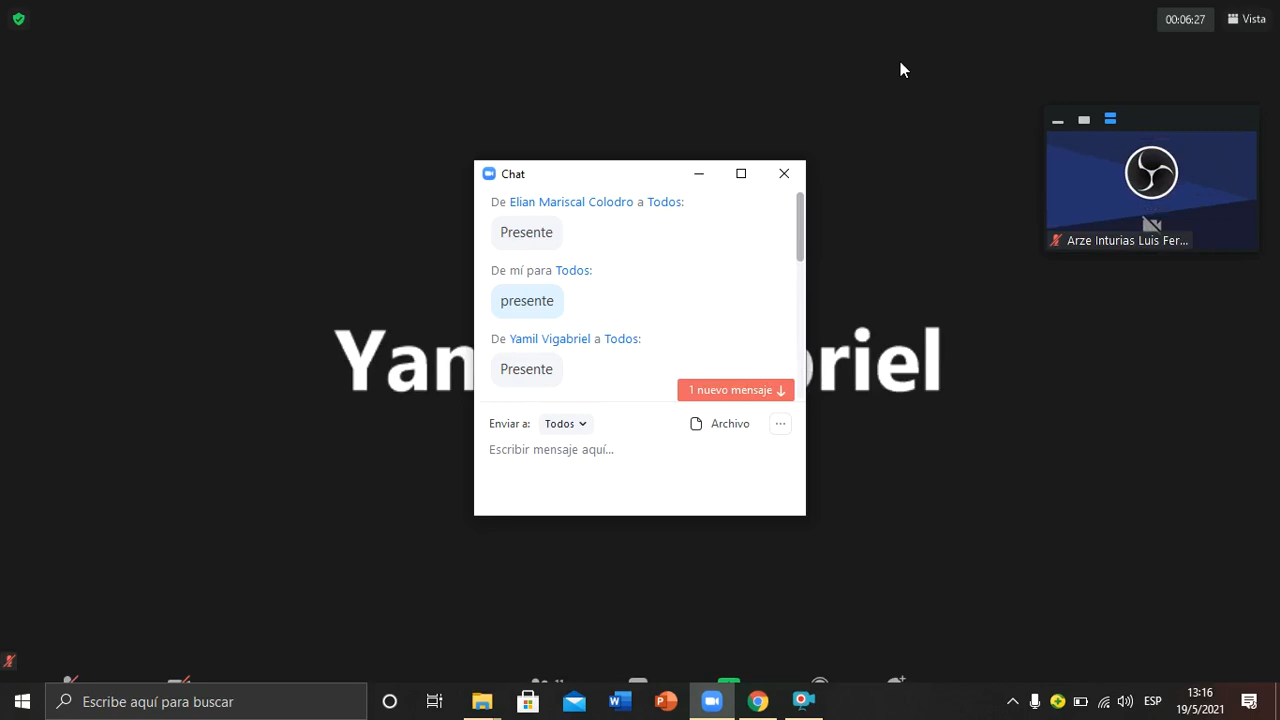 00:06:27 Vista
Chat
De Elian Mariscal Colodro a Todos:
Presente
De mí para Todos:
presente
Arze Inturias Luis Fer...
De Yamil Vigabriel a Todos:
Presente
1 nuevo mensaje
Enviar a: Todos Archivo
Escribir mensaje aquí...
Escribe aquí para buscar
ESP
13:16
19/5/2021